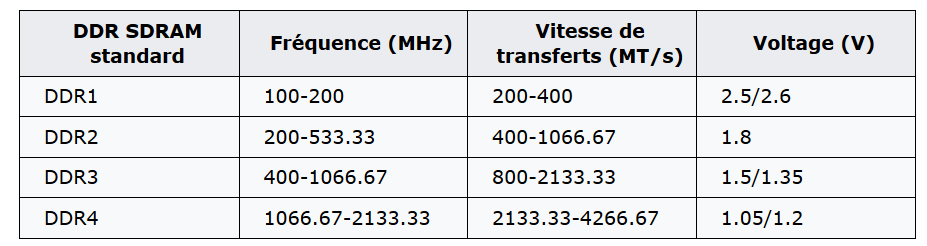 DDR SDRAM standard Fréquence (MHz) Vitesse de transferts (MT/s) Voltage (V)
DDR1 100-200 200-400 2.5/2.6
DDR2 200-533.33 400-1066.67 1.8
DDR3 400-1066.67 800-2133.33 1.5/1.35
DDR4 1066.67-2133.33 2133.33-4266.67 1.05/1.2